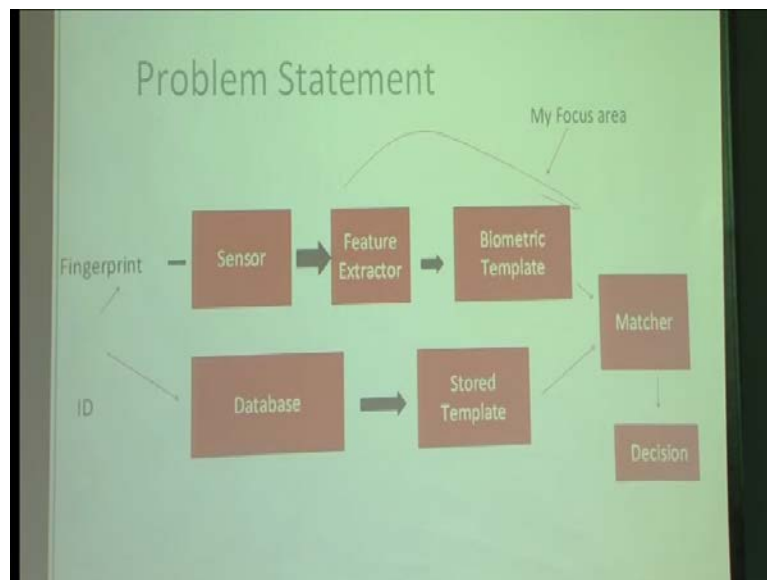 Problem Statement
My Focus area
Fingerprint
Sensor
Feature
Extractor
Biometric
Template
Matcher
ID
Database
Stored
Template
Decision